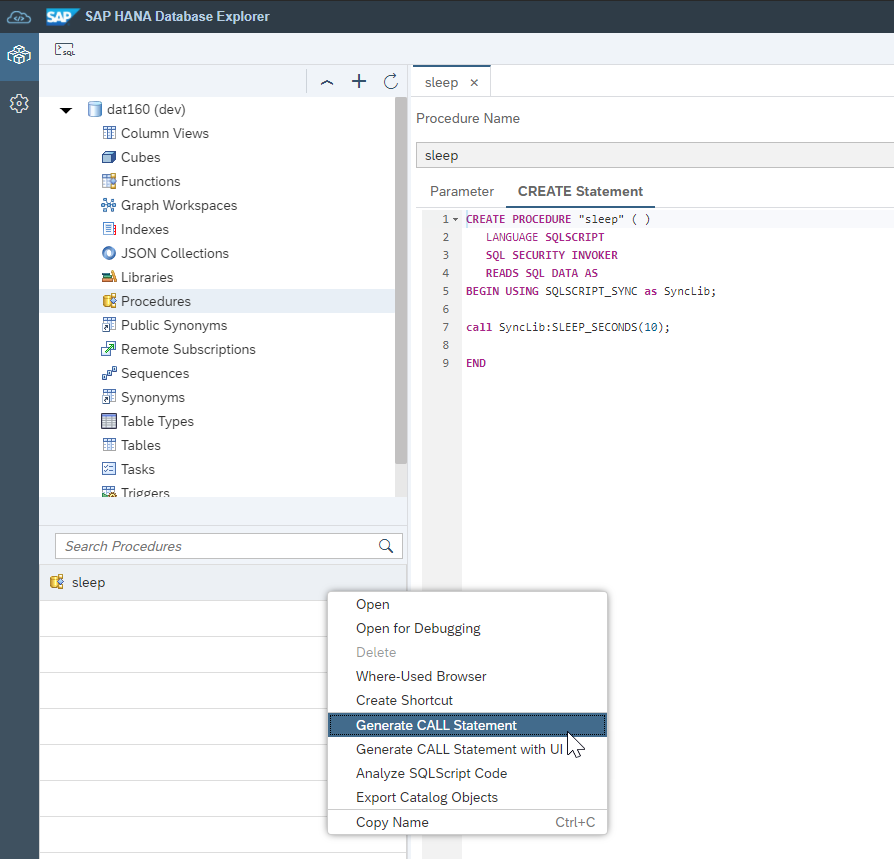 SAP SAP HANA Database Explorer
SQL
dat160 (dev)
Column Views
Cubes
Functions
Graph Workspaces
Indexes
JSON Collections
Libraries
Procedures
Public Synonyms
Remote Subscriptions
Sequences
Synonyms
Table Types
Tables
Tasks
Triggers
Search Procedures
sleep
sleep ×
Procedure Name
sleep
Parameter CREATE Statement
1 CREATE PROCEDURE "sleep" ( )
2 LANGUAGE SQLSCRIPT
3 SQL SECURITY INVOKER
4 READS SQL DATA AS
5 BEGIN USING SQLSCRIPT_SYNC as SyncLib;
6
7 call SyncLib:SLEEP_SECONDS(10);
8
9 END
Open
Open for Debugging
Delete
Where-Used Browser
Create Shortcut
Generate CALL Statement
Generate CALL Statement with UI
Analyze SQLScript Code
Export Catalog Objects
Copy Name Ctrl+C